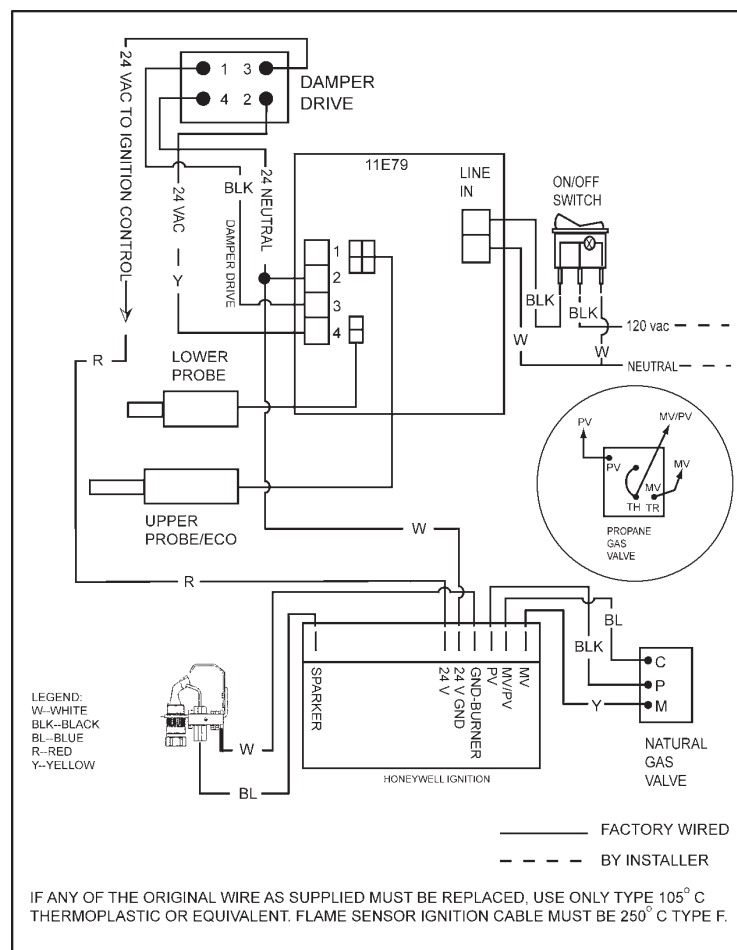 24 VAC TO IGNITION CONTROL
1 3
4 2
DAMPER
DRIVE
24 VAC
Y
BLK
DAMPER DRIVE
24 NEUTRAL
11E79
LINE
IN
1
2
3
4
ON/OFF
SWITCH
BLK
BLK
W
W
120 vac
NEUTRAL
R
LOWER
PROBE
UPPER
PROBE/ECO
PV
MV/PV
MV
PV
MV
TH TR
PROPANE
GAS
VALVE
W
R
BL
BLK
Y
SPARKER
24 V
24 V GND
GND-BURNER
PV
MV/PV
MV
HONEYWELL IGNITION
C
P
M
NATURAL
GAS
VALVE
LEGEND:
W--WHITE
BLK--BLACK
BL--BLUE
R--RED
Y--YELLOW
W
BL
FACTORY WIRED
BY INSTALLER
IF ANY OF THE ORIGINAL WIRE AS SUPPLIED MUST BE REPLACED, USE ONLY TYPE 105° C
THERMOPLASTIC OR EQUIVALENT. FLAME SENSOR IGNITION CABLE MUST BE 250° C TYPE F.